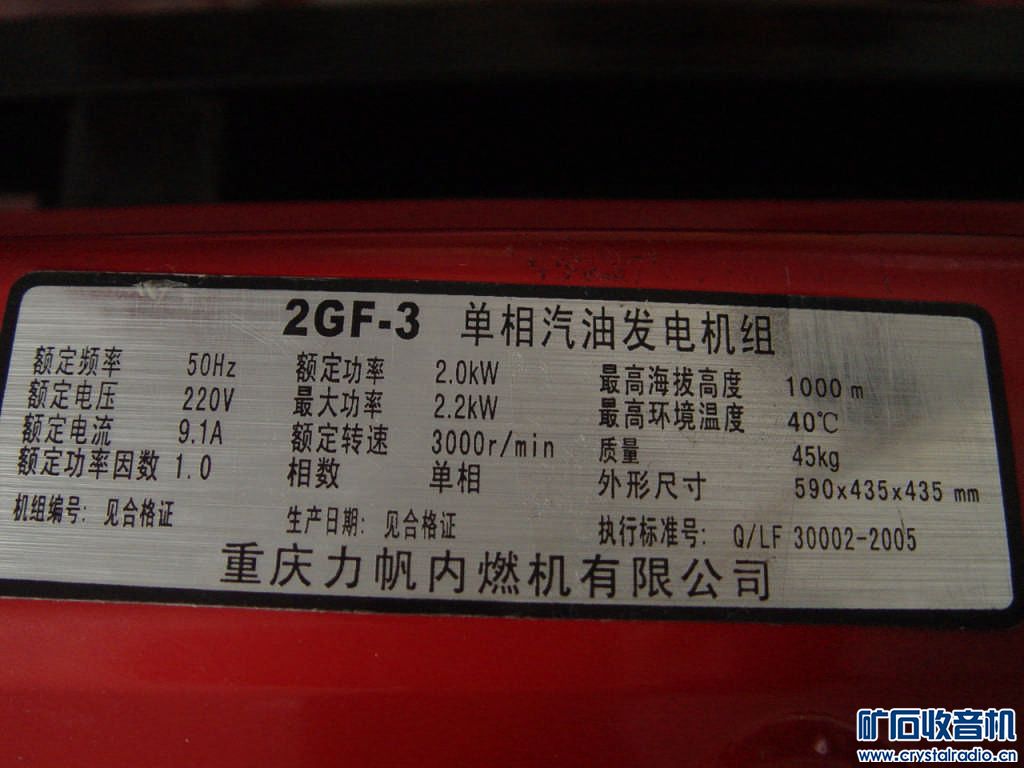 2GF-3 单相汽油发电机组
额定频率 50Hz 额定功率 2.0kW 最高海拔高度 1000m
额定电压 220V 最大功率 2.2kW 最高环境温度 40℃
额定电流 9.1A 额定转速 3000r/min 质量 45kg
额定功率因数 1.0 相数 单相 外形尺寸 590x435x435 mm
机组编号: 见合格证 生产日期: 见合格证 执行标准号: Q/LF 30002-2005
重庆力帆内燃机有限公司
矿石收音机
www.crystalradio.cn